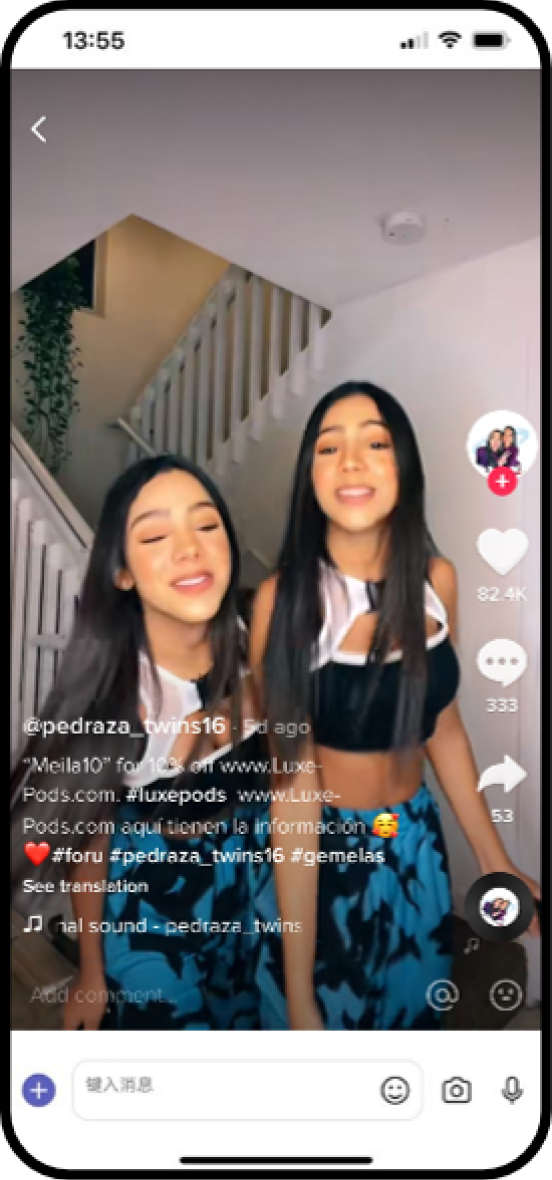 13:55
@pedraza_twins16 · 5d ago
“Meila10” for 10% off www.Luxe-
Pods.com. #luxepods www.Luxe-
Pods.com aquí tienen la información 🥰
❤️#foru #pedraza_twins16 #gemelas
See translation
nal sound - pedraza_twins
82.4K
333
53
Add comment...
键入消息